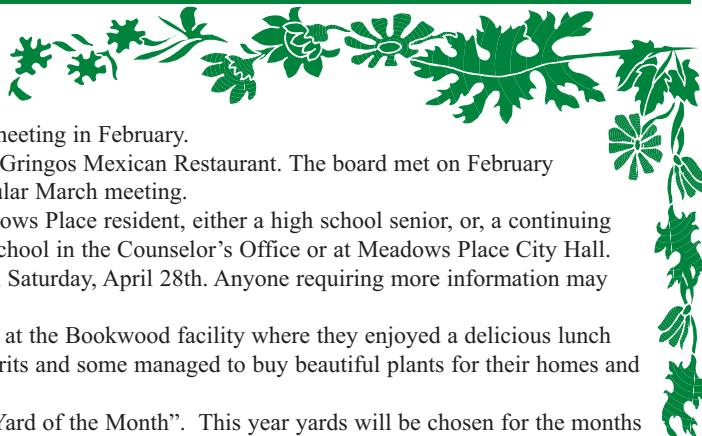 meeting in February.
Gringos Mexican Restaurant. The board met on February
ular March meeting.
ows Place resident, either a high school senior, or, a continuing
chool in the Counselor's Office or at Meadows Place City Hall.
Saturday, April 28th. Anyone requiring more information may
at the Bookwood facility where they enjoyed a delicious lunch
rits and some managed to buy beautiful plants for their homes and
Yard of the Month". This year yards will be chosen for the months